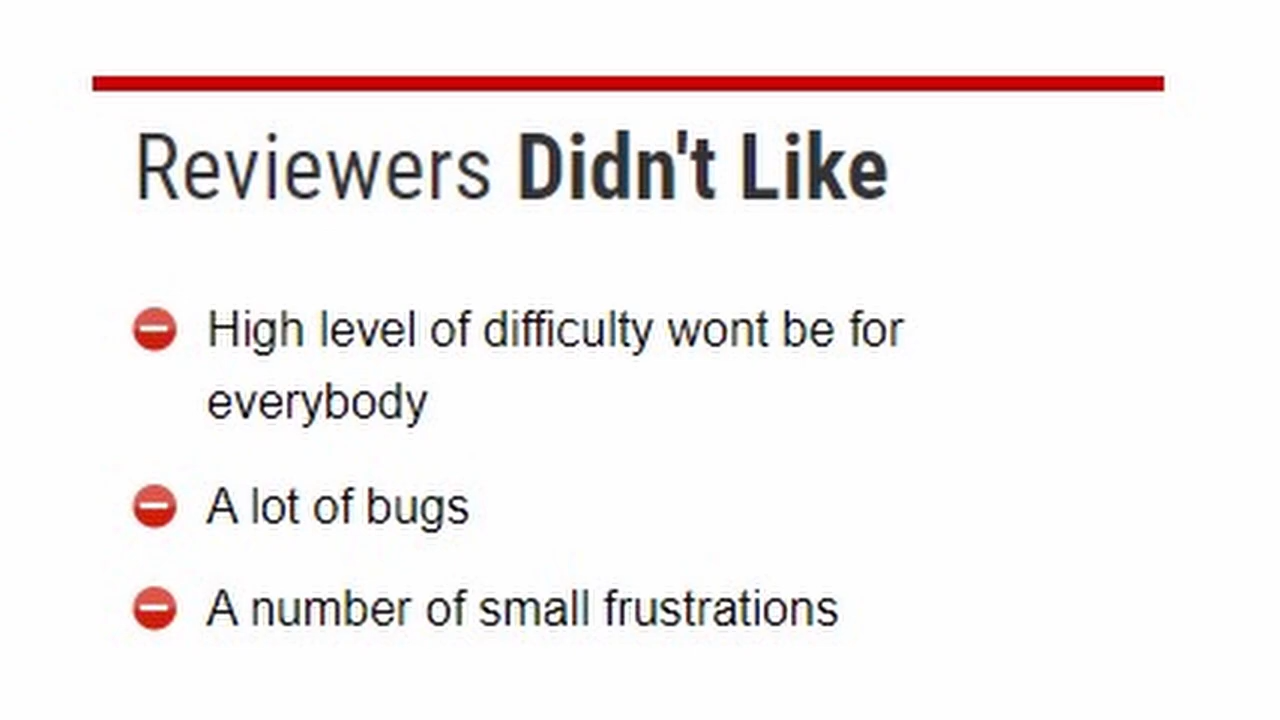 Reviewers Didn't Like
High level of difficulty wont be for
everybody
A lot of bugs
A number of small frustrations